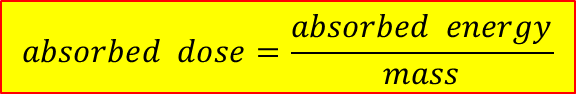 absorbed dose = absorbed energy / mass